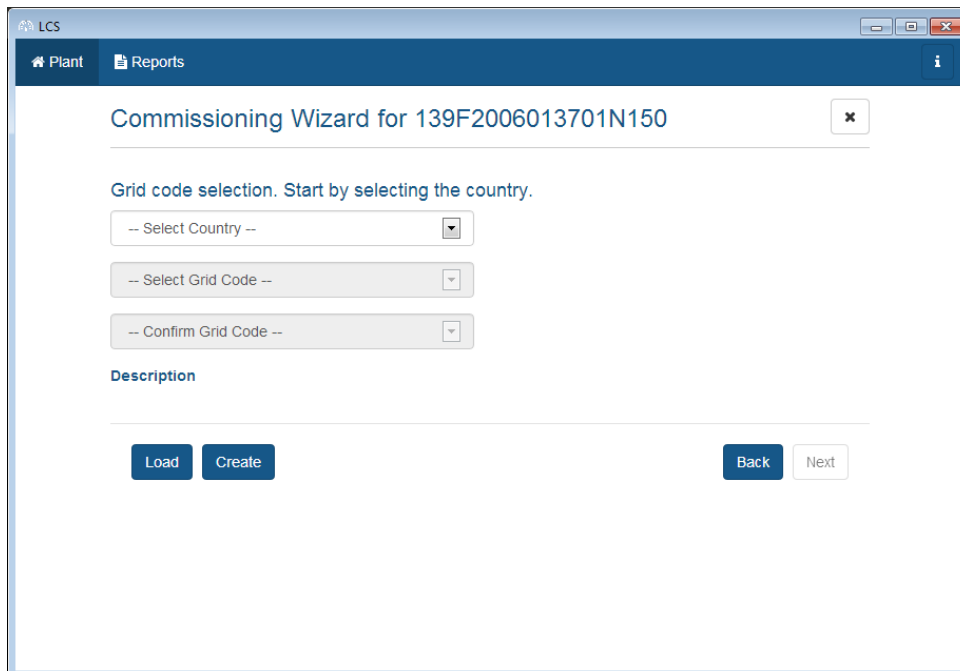 LCS
Plant Reports i
Commissioning Wizard for 139F2006013701N150
Grid code selection. Start by selecting the country.
-- Select Country --
-- Select Grid Code --
-- Confirm Grid Code --
Description
Load Create Back Next